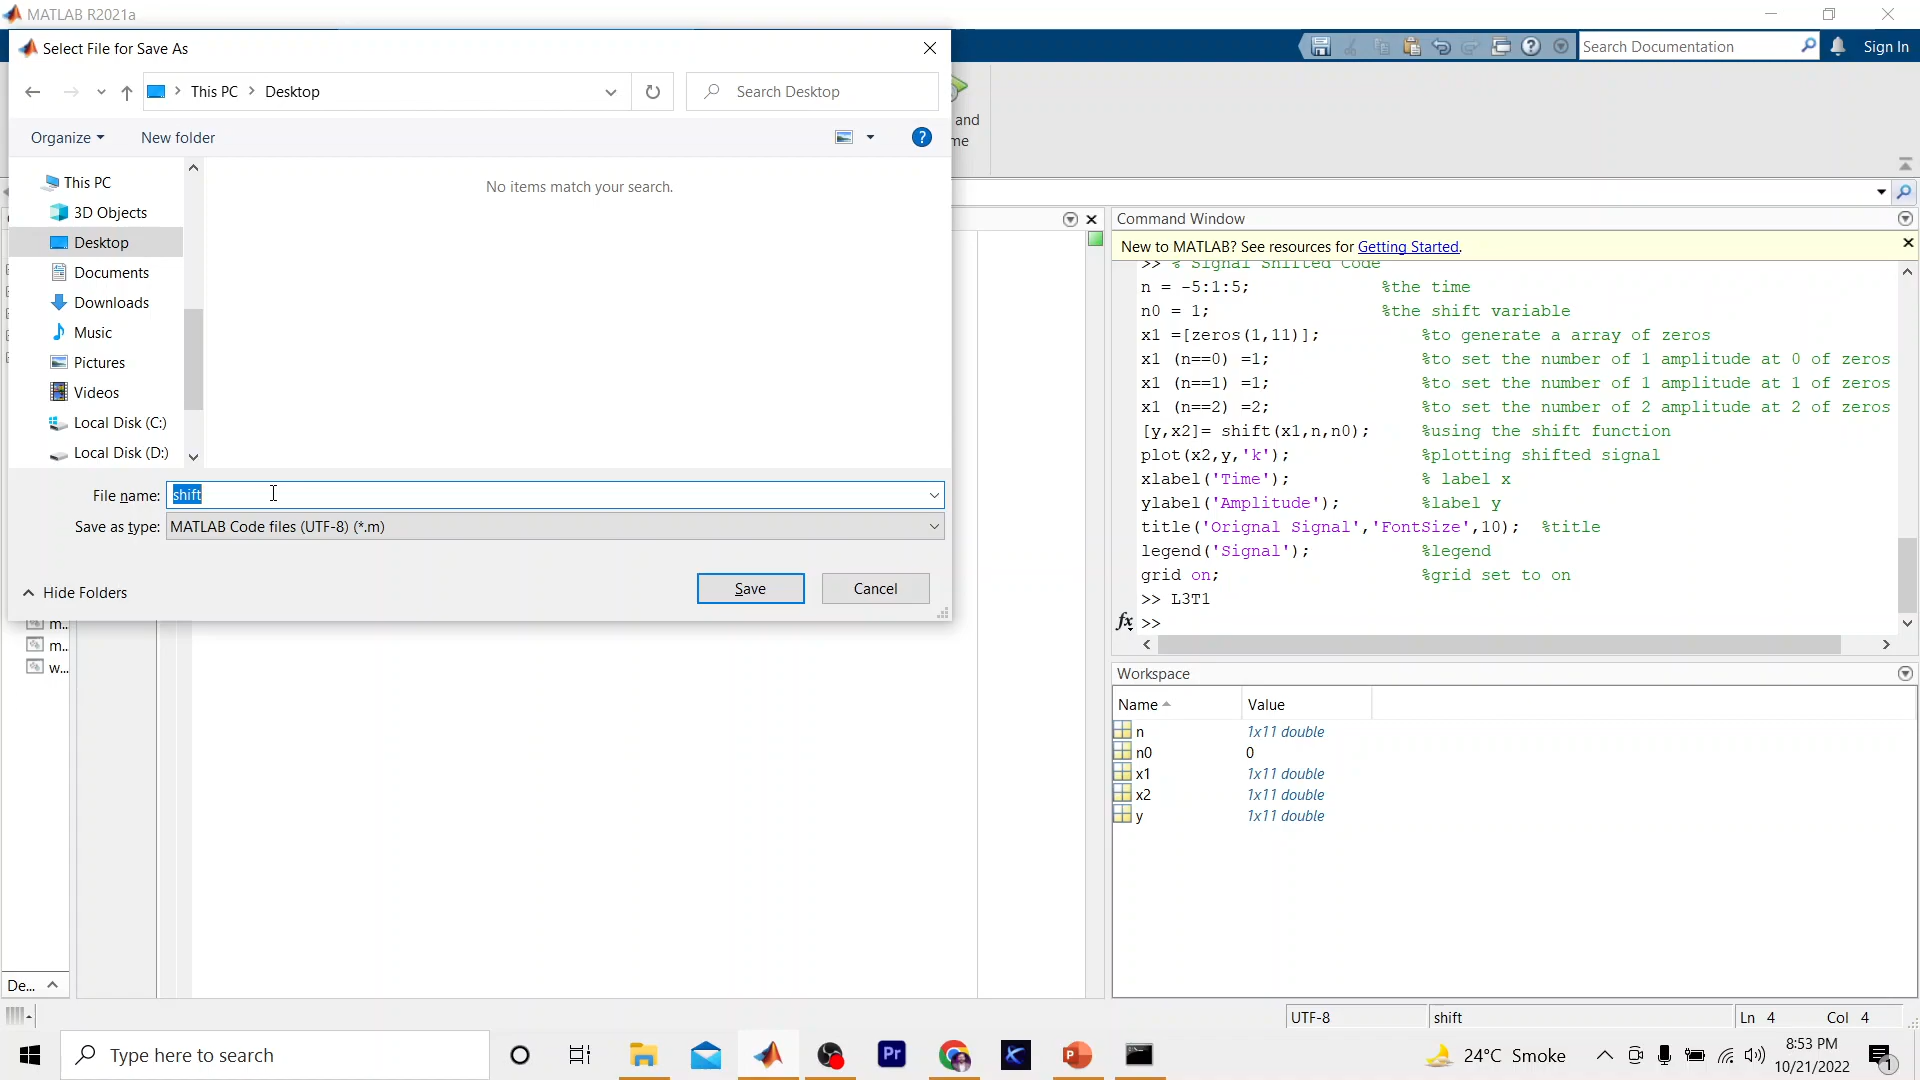 MATLAB R2021a
Select File for Save As
Search Documentation
Sign In
This PC
Desktop
Search Desktop
and
me
Organize
New folder
This PC
3D Objects
Desktop
Documents
Downloads
Music
Pictures
Videos
Local Disk (C:)
Local Disk (D:)
No items match your search.
File name:
shift
Save as type:
MATLAB Code files (UTF-8) (*.m)
Hide Folders
Save
Cancel
m..
m..
w...
De...
Command Window
New to MATLAB? See resources for Getting Started.
>> % Signal Shifted Code
n = -5:1:5; %the time
n0 = 1; %the shift variable
x1 =[zeros(1,11)]; %to generate a array of zeros
x1 (n==0) =1; %to set the number of 1 amplitude at 0 of zeros
x1 (n==1) =1; %to set the number of 1 amplitude at 1 of zeros
x1 (n==2) =2; %to set the number of 2 amplitude at 2 of zeros
[y,x2]= shift(x1,n,n0); %using the shift function
plot(x2,y,'k'); %plotting shifted signal
xlabel('Time'); % label x
ylabel('Amplitude'); %label y
title('Orignal Signal','FontSize',10); %title
legend('Signal'); %legend
grid on; %grid set to on
>> L3T1
fx >>
Workspace
Name Value
n 1x11 double
n0 0
x1 1x11 double
x2 1x11 double
y 1x11 double
UTF-8
shift
Ln 4 Col 4
Type here to search
Pr
24°C Smoke
8:53 PM
10/21/2022
1